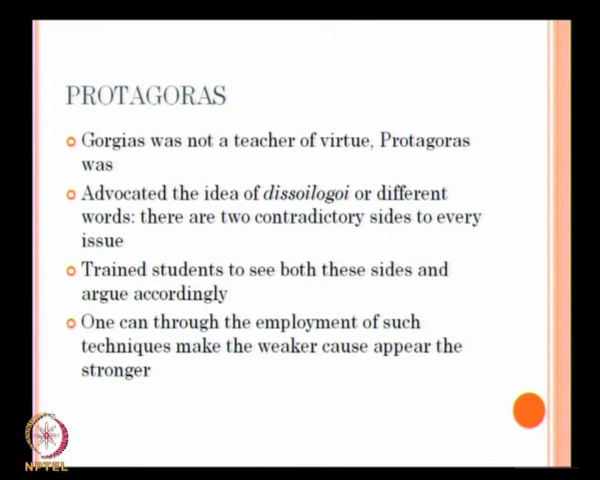 PROTAGORAS
Gorgias was not a teacher of virtue, Protagoras
was
Advocated the idea of dissoilogoi or different
words: there are two contradictory sides to every
issue
Trained students to see both these sides and
argue accordingly
One can through the employment of such
techniques make the weaker cause appear the
stronger
NPTEL